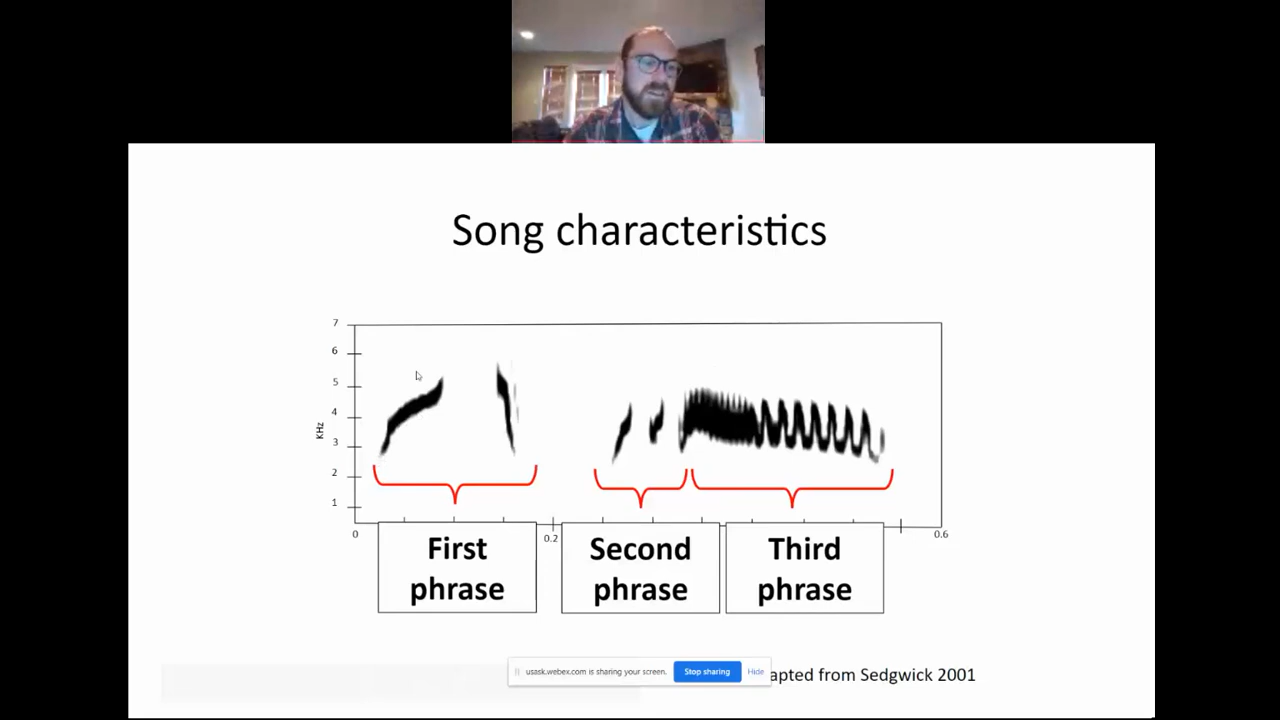 Song characteristics
7
6
5
4
3
2
1
KHz
0
0.2
0.6
First
phrase
Second
phrase
Third
phrase
usask.webex.com is sharing your screen.
Stop sharing
Hide
apted from Sedgwick 2001